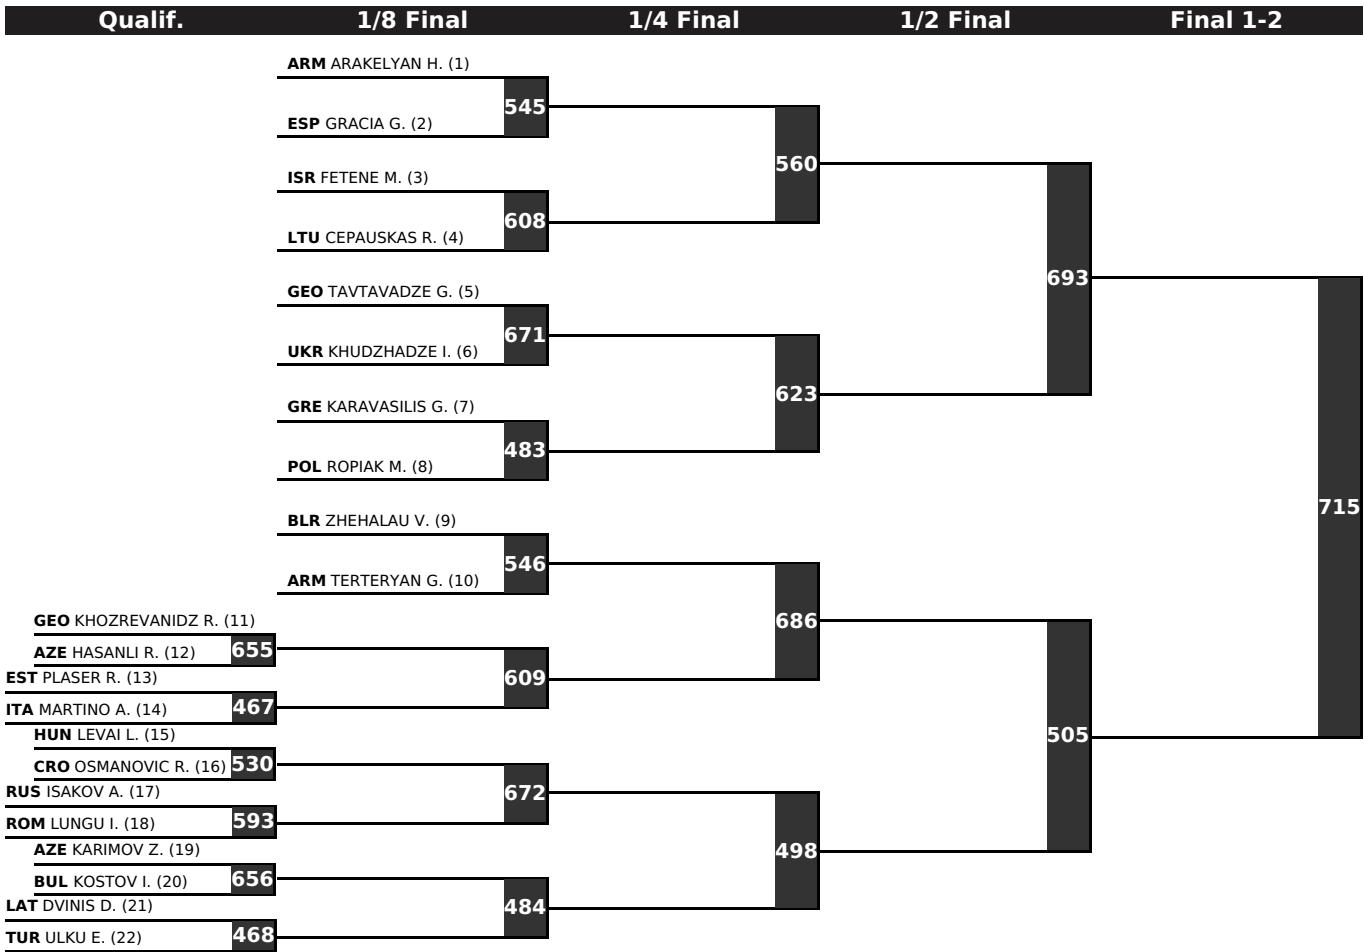 Qualif. 1/8 Final 1/4 Final 1/2 Final Final 1-2
ARM ARAKELYAN H. (1)
545
ESP GRACIA G. (2)
560
ISR FETENE M. (3)
608
LTU CEPAUSKAS R. (4)
693
GEO TAVTAVADZE G. (5)
671
UKR KHUDZHADZE I. (6)
623
GRE KARAVASILIS G. (7)
483
POL ROPIAK M. (8)
715
BLR ZHEHALAU V. (9)
546
ARM TERTERYAN G. (10)
GEO KHOZREVANIDZ R. (11)
686
AZE HASANLI R. (12) 655
EST PLASER R. (13)
609
ITA MARTINO A. (14) 467
HUN LEVAI L. (15)
505
CRO OSMANOVIC R. (16) 530
RUS ISAKOV A. (17)
672
ROM LUNGU I. (18) 593
AZE KARIMOV Z. (19)
498
BUL KOSTOV I. (20) 656
LAT DVINIS D. (21)
484
TUR ULKU E. (22) 468